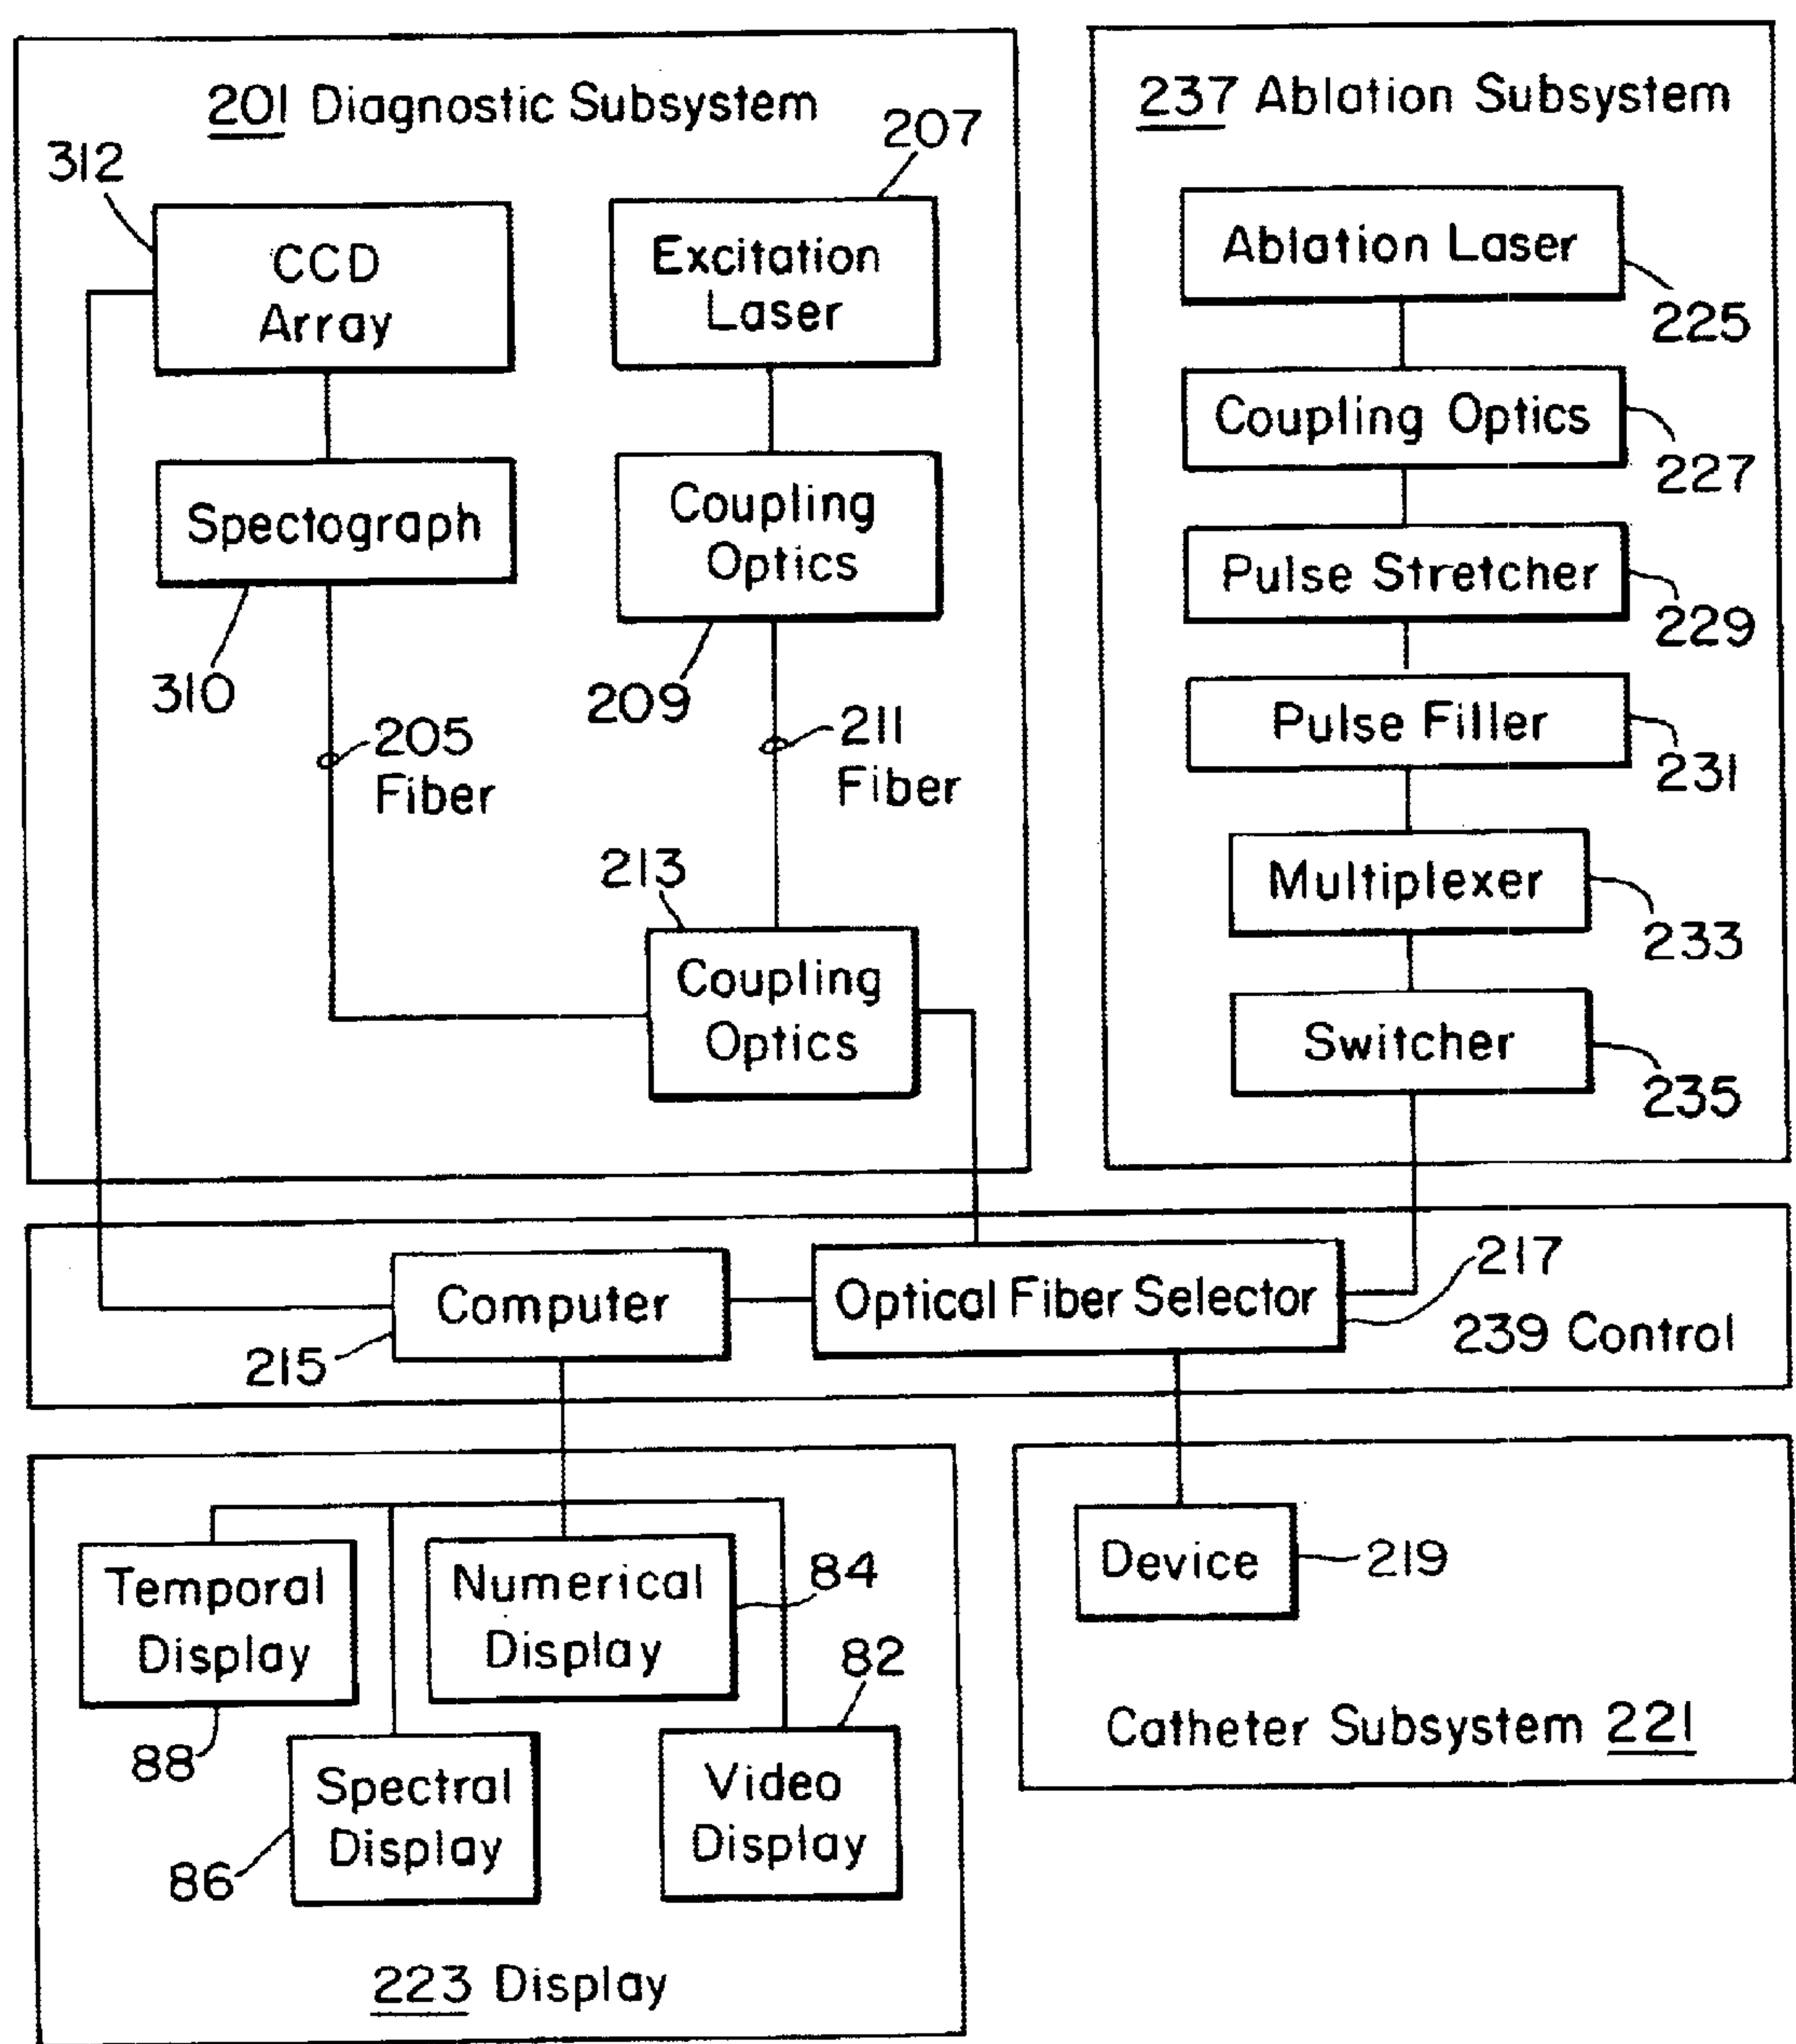 201 Diagnostic Subsystem
312
207
CCD
Array
Excitation
Laser
Spectograph
Coupling
Optics
310
209
205
Fiber
211
Fiber
213
Coupling
Optics
237 Ablation Subsystem
Ablation Laser
225
Coupling Optics
227
Pulse Stretcher
229
Pulse Filler
231
Multiplexer
233
Switcher
235
Computer
215
Optical Fiber Selector
217
239 Control
Temporal
Display
88
Numerical
Display
84
Spectral
Display
86
82
Video
Display
223 Display
Device
219
Catheter Subsystem 221